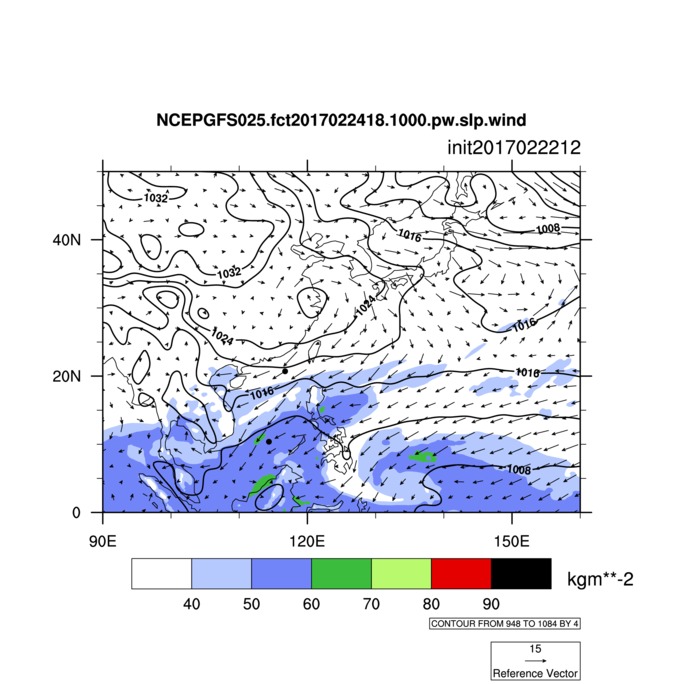 NCEPGFS025.fct2017022418.1000.pw.slp.wind
init2017022212
1032
1016
1008
40N
1032
1024
1024
1016
1016
20N
1016
1008
0
90E 120E 150E
40 50 60 70 80 90
kgm**-2
CONTOUR FROM 948 TO 1084 BY 4
15
Reference Vector